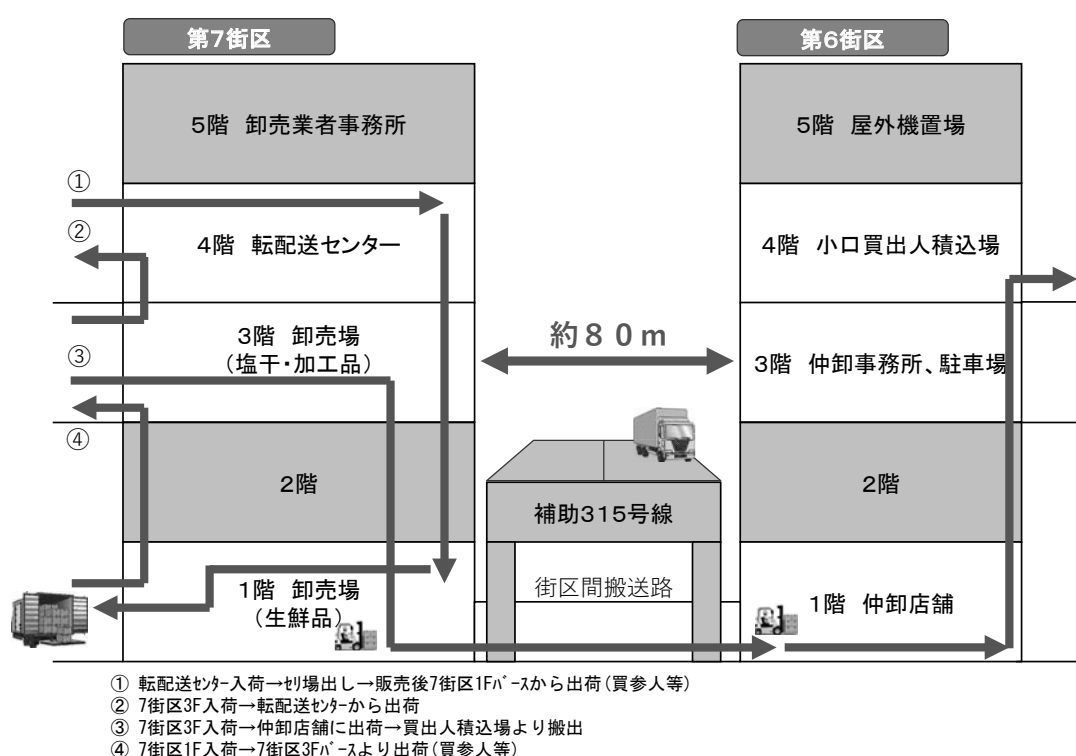 第7街区
第6街区
5階 卸売業者事務所
5階 屋外機置場
①
②
4階 転配送センター
4階 小口買出人積込場
3階 卸売場
(塩干・加工品)
約80m
③
3階 仲卸事務所、駐車場
④
2階
2階
補助315号線
1階 卸売場
(生鮮品)
街区間搬送路
1階 仲卸店舗
① 転配送ｾﾝﾀｰ入荷→ｾﾘ場出し→販売後7街区1Fﾊﾞｰｽから出荷(買参人等)
② 7街区3F入荷→転配送ｾﾝﾀｰから出荷
③ 7街区3F入荷→仲卸店舗に出荷→買出人積込場より搬出
④ 7街区1F入荷→7街区3Fﾊﾞｰｽより出荷(買参人等)